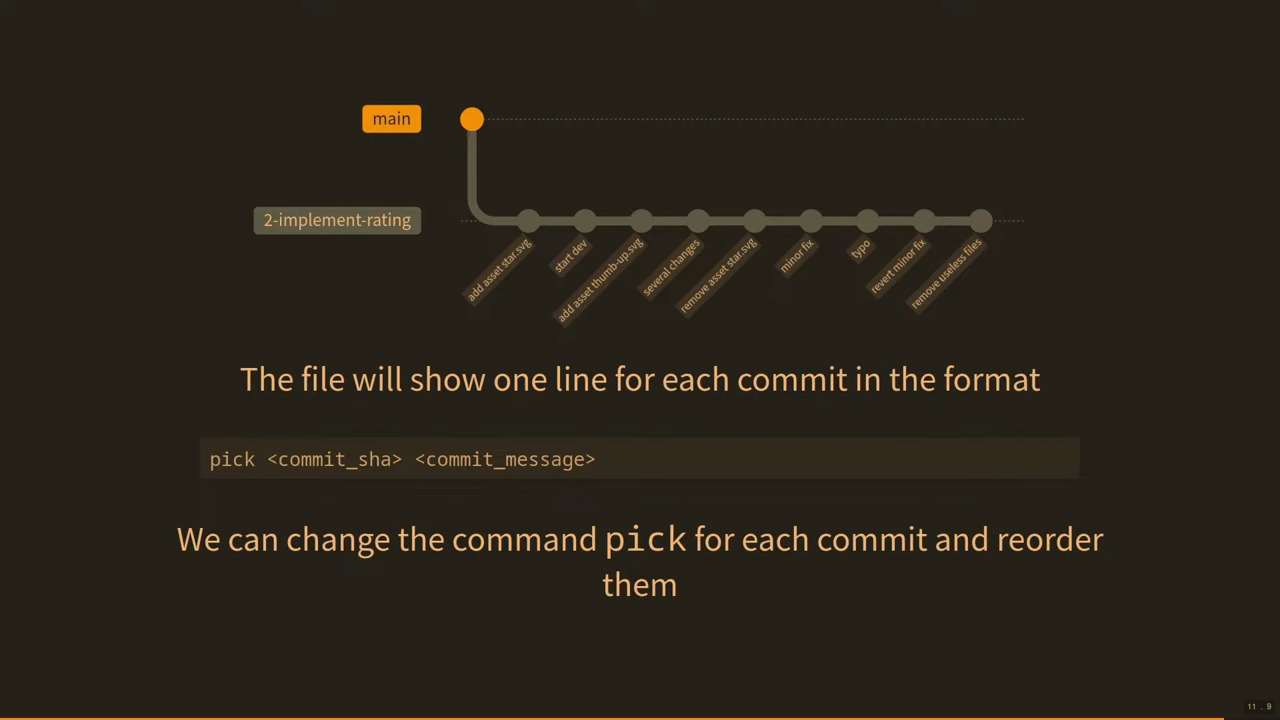 main
2-implement-rating
add asset star.svg
start dev
add asset thumb-up.svg
several changes
remove asset star.svg
minor fix
typo
revert minor fix
remove useless files
The file will show one line for each commit in the format
pick <commit_sha> <commit_message>
We can change the command pick for each commit and reorder
them
11 . 9